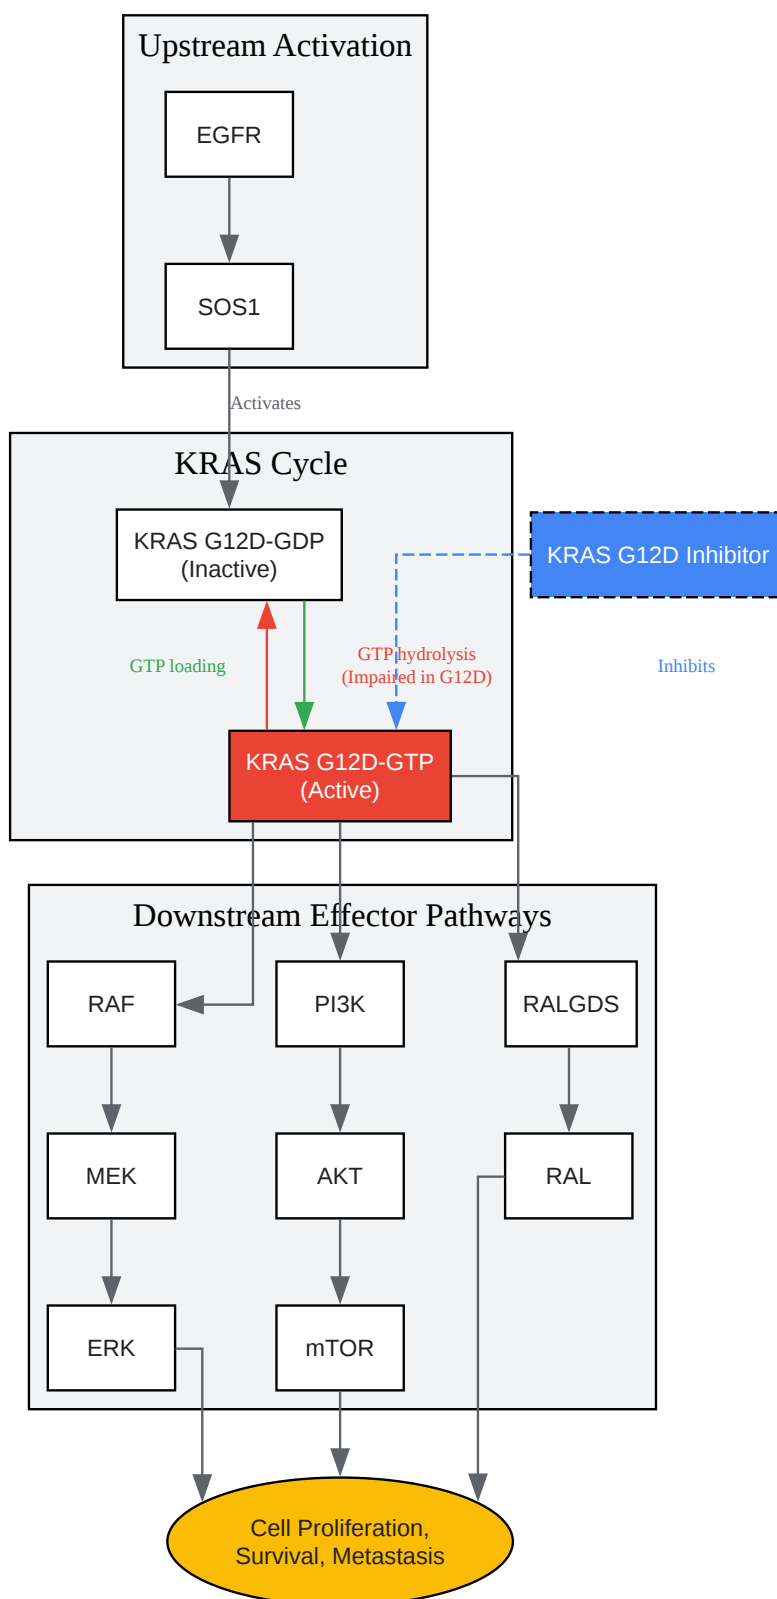 Upstream Activation
EGFR
SOS1
Activates
KRAS Cycle
KRAS G12D-GDP
(Inactive)
KRAS G12D Inhibitor
GTP loading
GTP hydrolysis
(Impaired in G12D)
Inhibits
KRAS G12D-GTP
(Active)
Downstream Effector Pathways
RAF
PI3K
RALGDS
MEK
AKT
RAL
ERK
mTOR
Cell Proliferation,
Survival, Metastasis